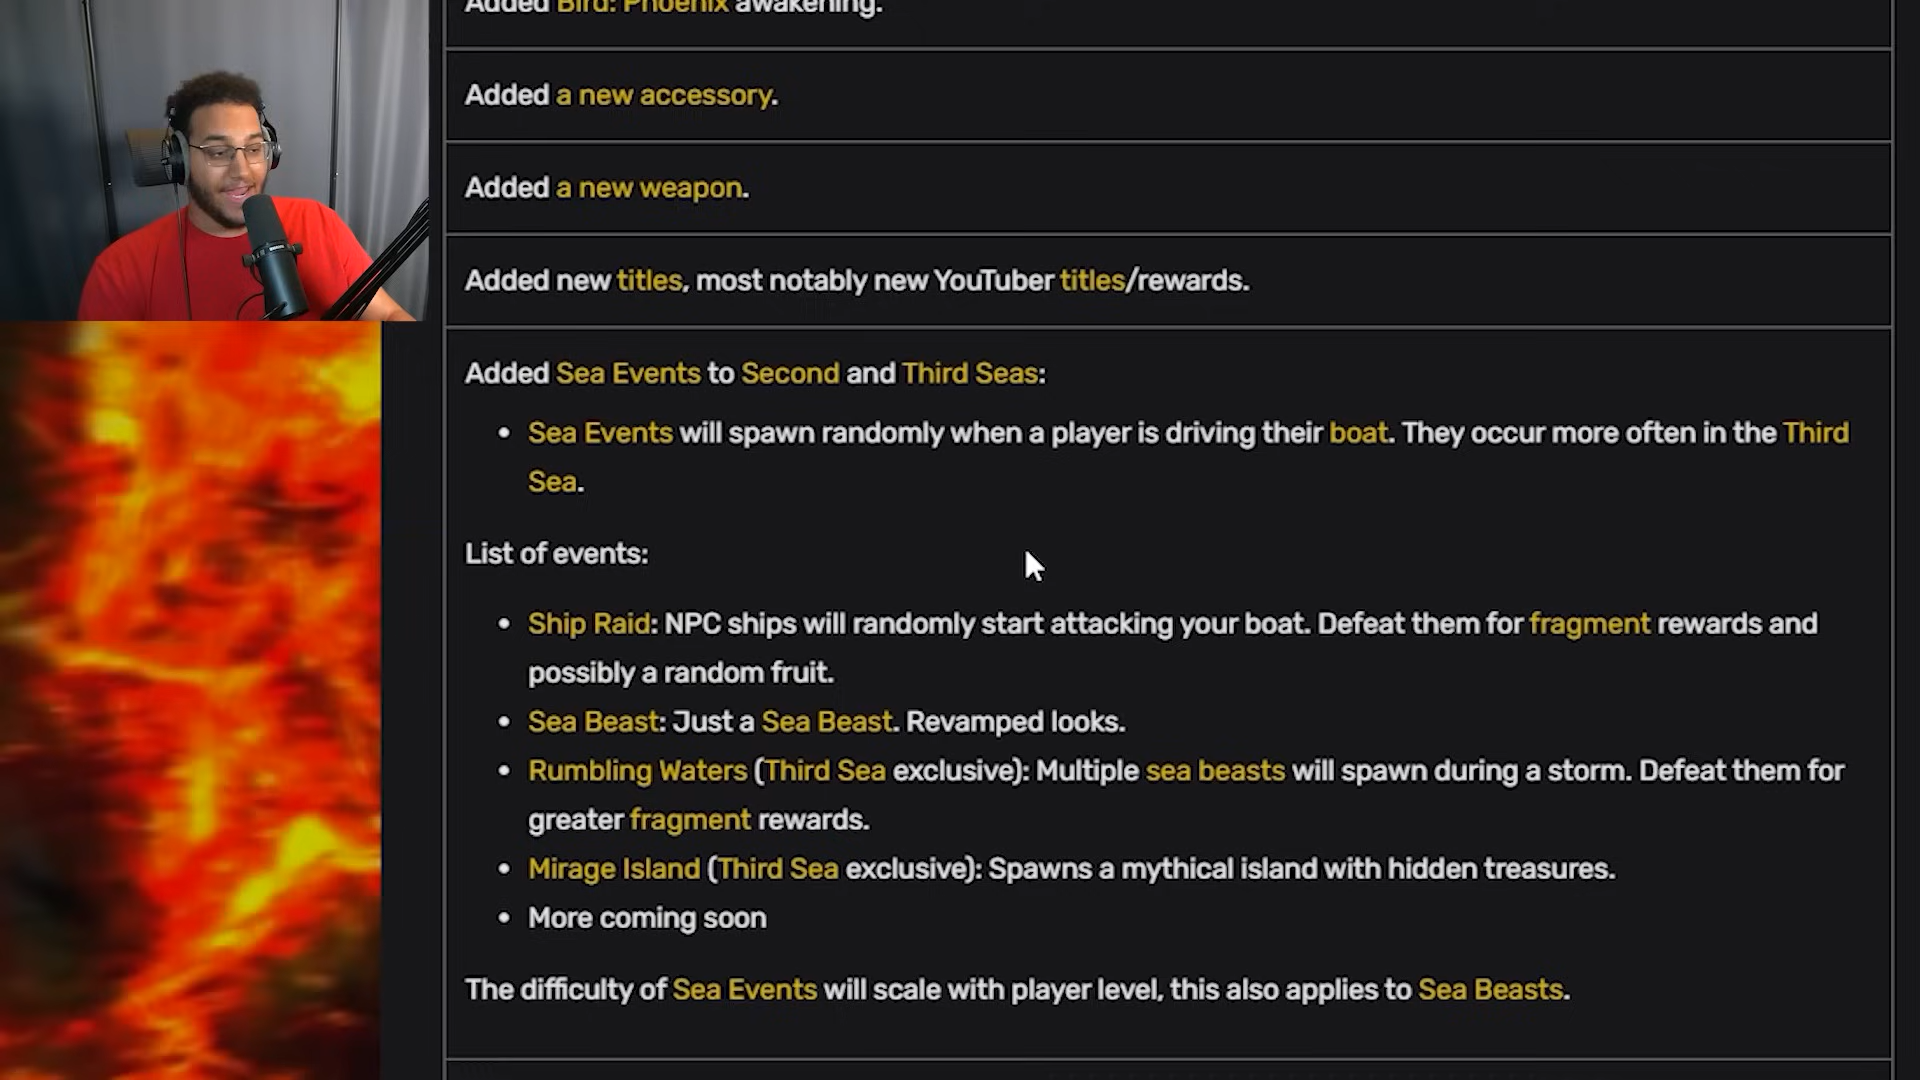 Added Bird: Phoenix awakening.
Added a new accessory.
Added a new weapon.
Added new titles, most notably new YouTuber titles/rewards.
Added Sea Events to Second and Third Seas:
• Sea Events will spawn randomly when a player is driving their boat. They occur more often in the Third
Sea.
List of events:
• Ship Raid: NPC ships will randomly start attacking your boat. Defeat them for fragment rewards and
possibly a random fruit.
• Sea Beast: Just a Sea Beast. Revamped looks.
• Rumbling Waters (Third Sea exclusive): Multiple sea beasts will spawn during a storm. Defeat them for
greater fragment rewards.
• Mirage Island (Third Sea exclusive): Spawns a mythical island with hidden treasures.
• More coming soon
The difficulty of Sea Events will scale with player level, this also applies to Sea Beasts.